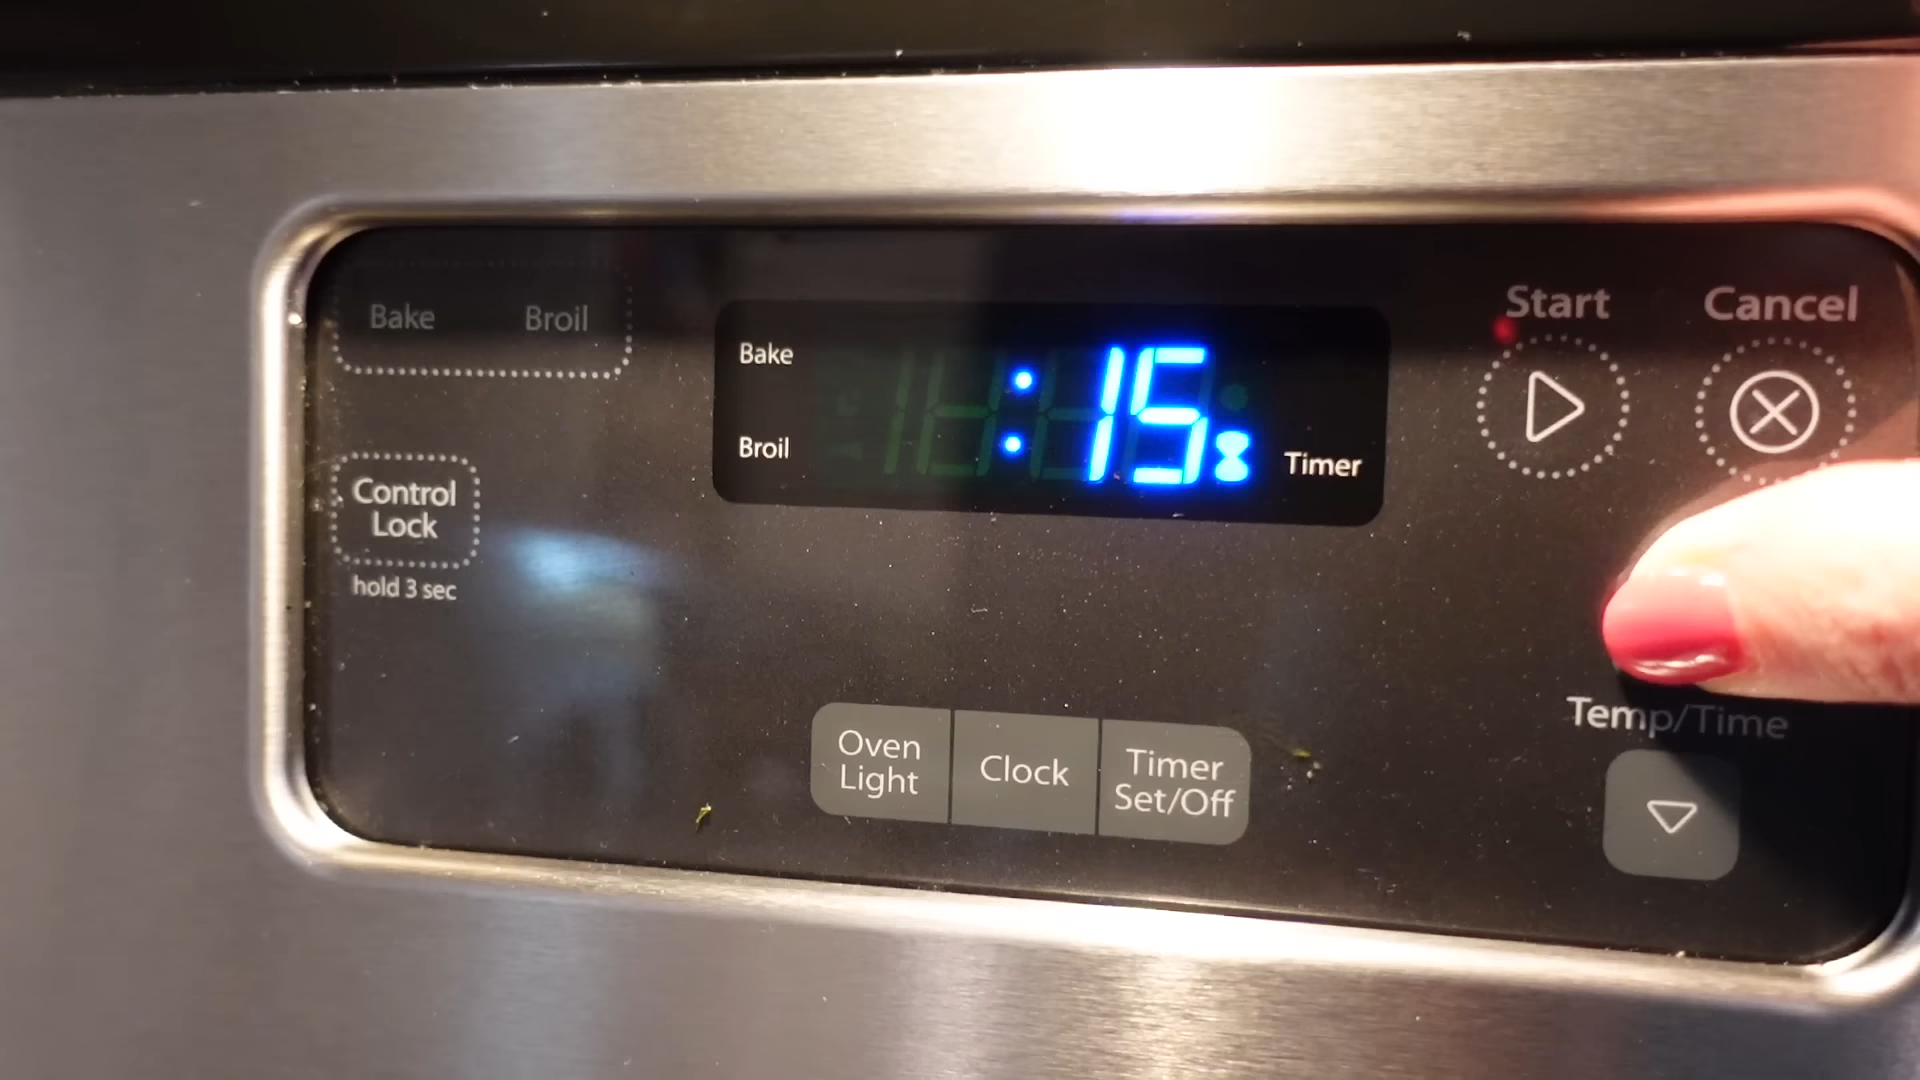 Bake Broil
Control
Lock
hold 3 sec
Bake
Broil
:15
Timer
Start
Cancel
Oven
Light
Clock
Timer
Set/Off
Temp/Time